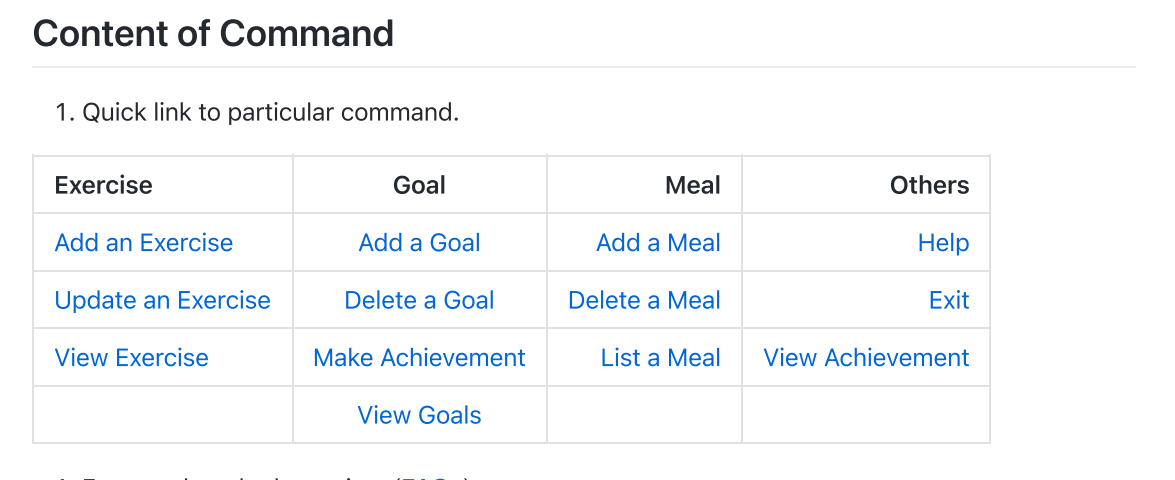 Content of Command
1. Quick link to particular command.
Exercise Goal Meal Others
Add an Exercise Add a Goal Add a Meal Help
Update an Exercise Delete a Goal Delete a Meal Exit
View Exercise Make Achievement List a Meal View Achievement
View Goals